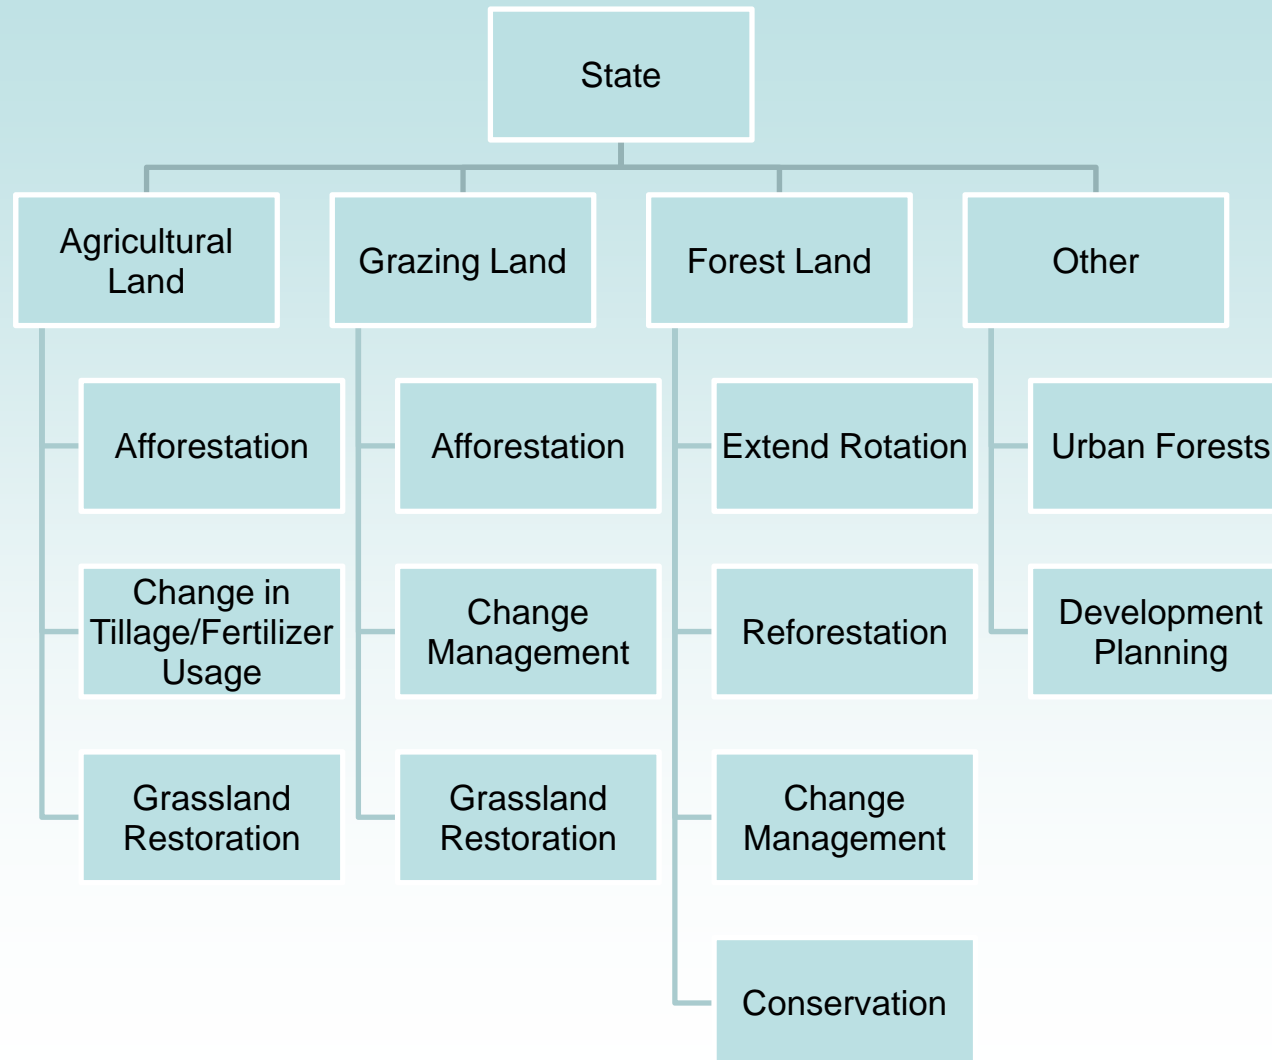 State
Agricultural
Land
Grazing Land
Forest Land
Other
Afforestation
Change in
Tillage/Fertilizer
Usage
Grassland
Restoration
Afforestation
Change
Management
Grassland
Restoration
Extend Rotation
Reforestation
Change
Management
Conservation
Urban Forests
Development
Planning